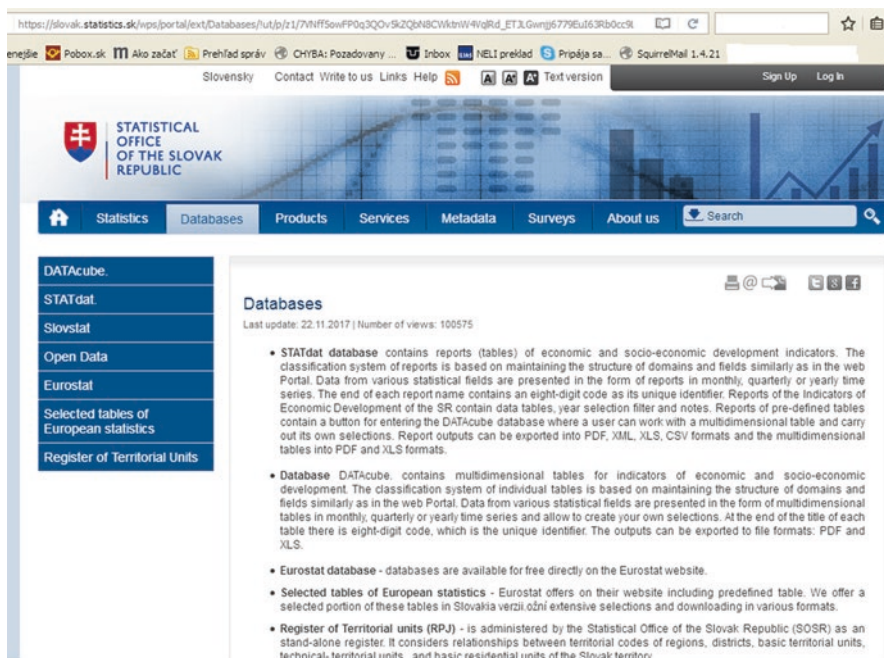 https://slovak.statistics.sk/wps/portal/ext/Databases/
enejšie Pobox.sk Ako začať Prehľad správ CHYBA: Pozadovany ... Inbox NELI preklad Pripája sa... SquirrelMail 1.4.21
Slovensky Contact Write to us Links Help A A A Text version Sign Up Log In
STATISTICAL
OFFICE
OF THE SLOVAK
REPUBLIC
Statistics Databases Products Services Metadata Surveys About us Search
DATAcube.
STATdat.
Slovstat
Open Data
Eurostat
Selected tables of
European statistics
Register of Territorial Units
Databases
Last update: 22.11.2017 | Number of views: 100575
• STATdat database contains reports (tables) of economic and socio-economic development indicators. The
classification system of reports is based on maintaining the structure of domains and fields similarly as in the web
Portal. Data from various statistical fields are presented in the form of reports in monthly, quarterly or yearly time
series. The end of each report name contains an eight-digit code as its unique identifier. Reports of the Indicators of
Economic Development of the SR contain data tables, year selection filter and notes. Reports of pre-defined tables
contain a button for entering the DATAcube database where a user can work with a multidimensional table and carry
out its own selections. Report outputs can be exported into PDF, XML, XLS, CSV formats and the multidimensional
tables into PDF and XLS formats.
• Database DATAcube. contains multidimensional tables for indicators of economic and socio-economic
development. The classification system of individual tables is based on maintaining the structure of domains and
fields similarly as in the web Portal. Data from various statistical fields are presented in the form of multidimensional
tables in monthly, quarterly or yearly time series and allow to create your own selections. At the end of the title of each
table there is eight-digit code, which is the unique identifier. The outputs can be exported to file formats: PDF and
XLS.
• Eurostat database - databases are available for free directly on the Eurostat website.
• Selected tables of European statistics - Eurostat offers on their website including predefined table. We offer a
selected portion of these tables in Slovakia verzii.ožní extensive selections and downloading in various formats.
• Register of Territorial units (RPJ) - is administered by the Statistical Office of the Slovak Republic (SOSR) as an
stand-alone register. It considers relationships between territorial codes of regions, districts, basic territorial units,
technical- territorial units, and basic residential units of the Slovak territory.